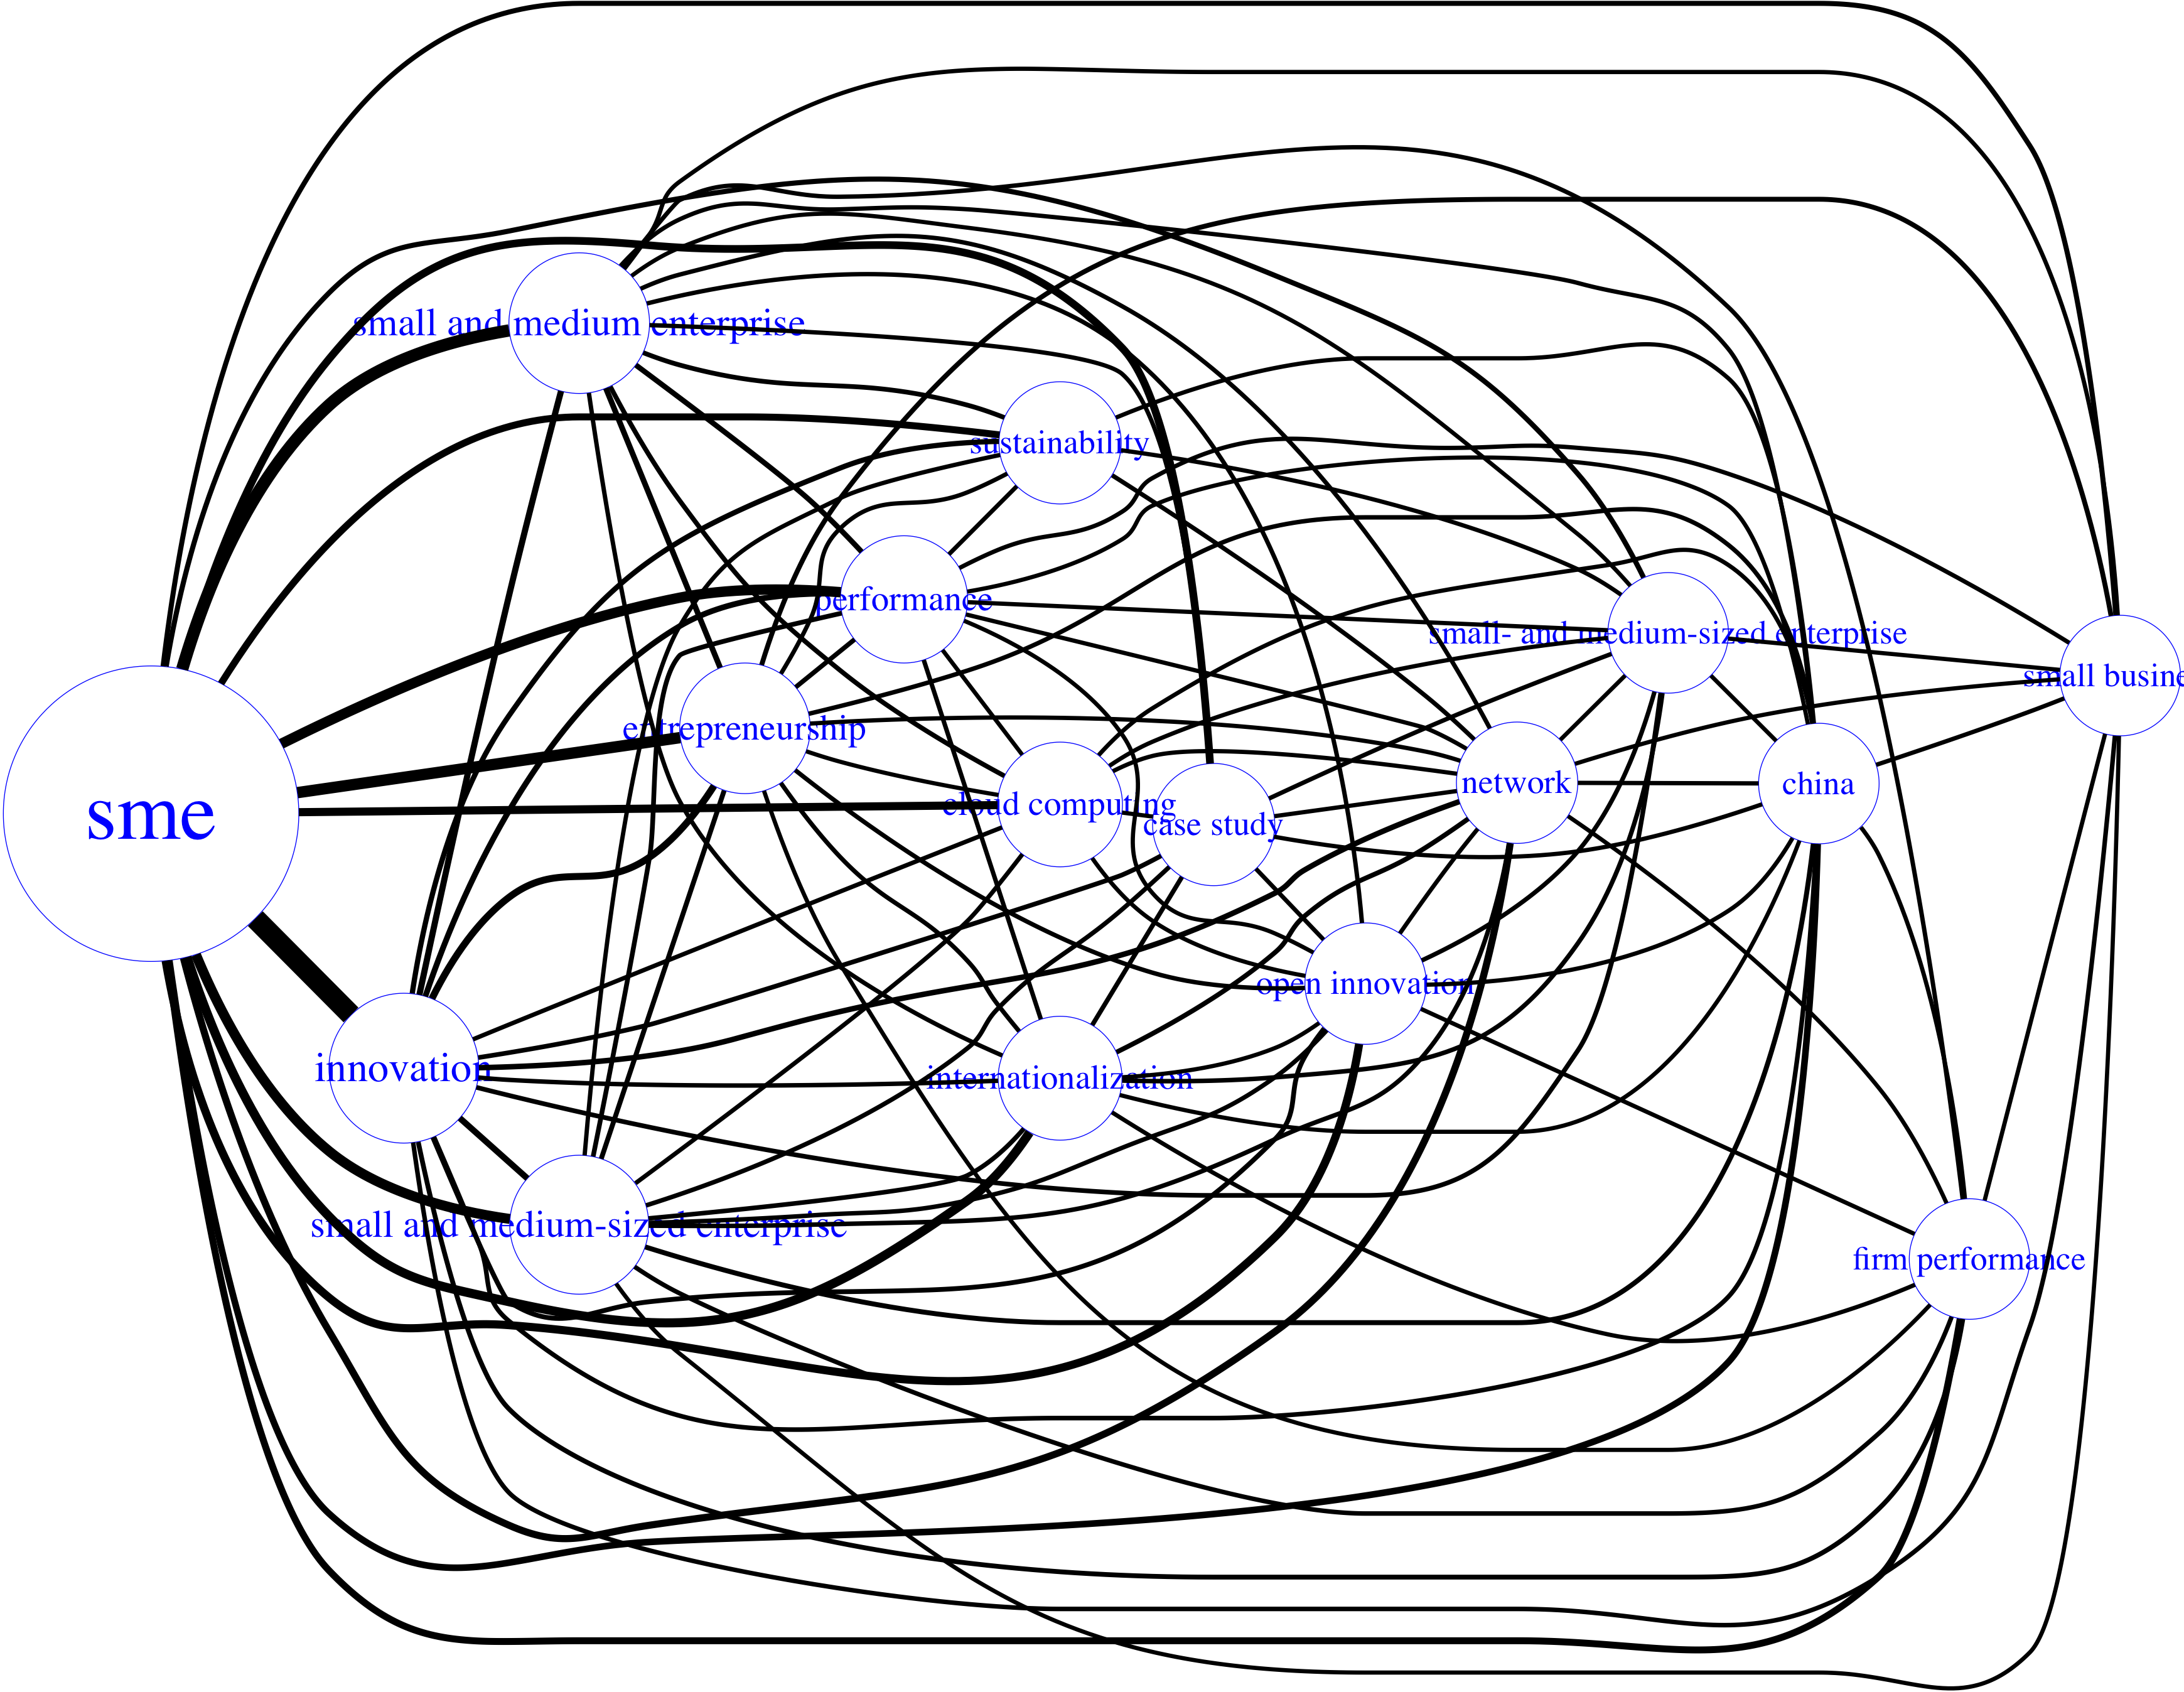 small and medium enterprise
sustainability
performance
small- and medium-sized enterprise
small busine
entrepreneurship
network
china
cloud computing
case study
sme
open innovation
innovation
internationalization
small and medium-sized enterprise
firm performance